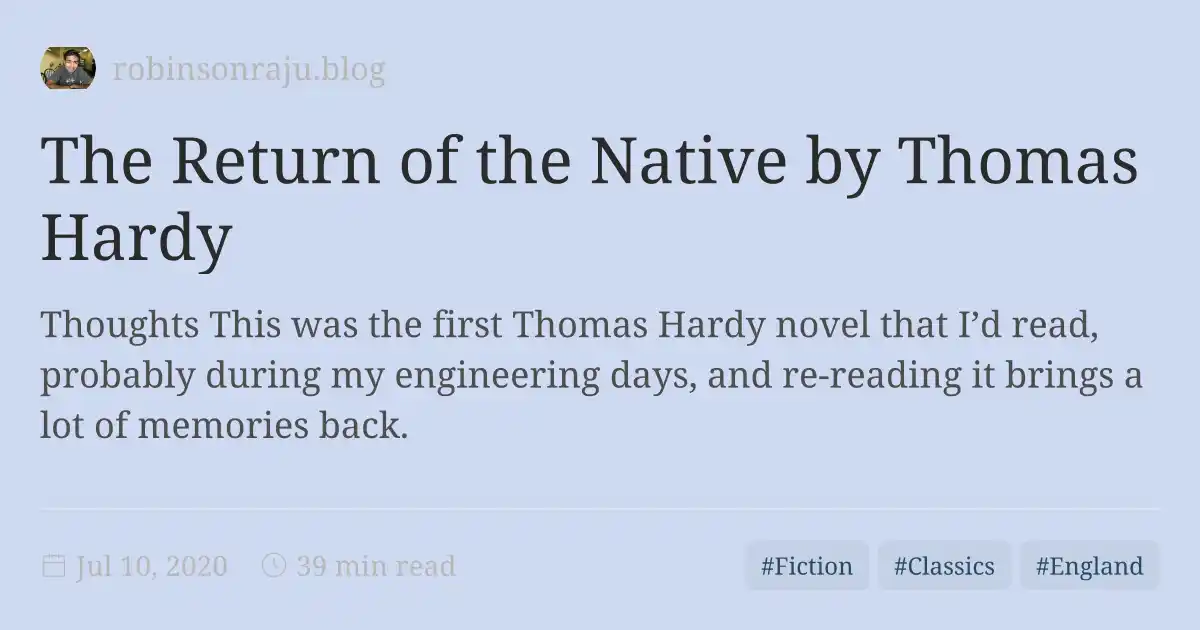 robinsonraju.blog
The Return of the Native by Thomas
Hardy
Thoughts This was the first Thomas Hardy novel that I’d read,
probably during my engineering days, and re-reading it brings a
lot of memories back.
Jul 10, 2020 39 min read #Fiction #Classics #England